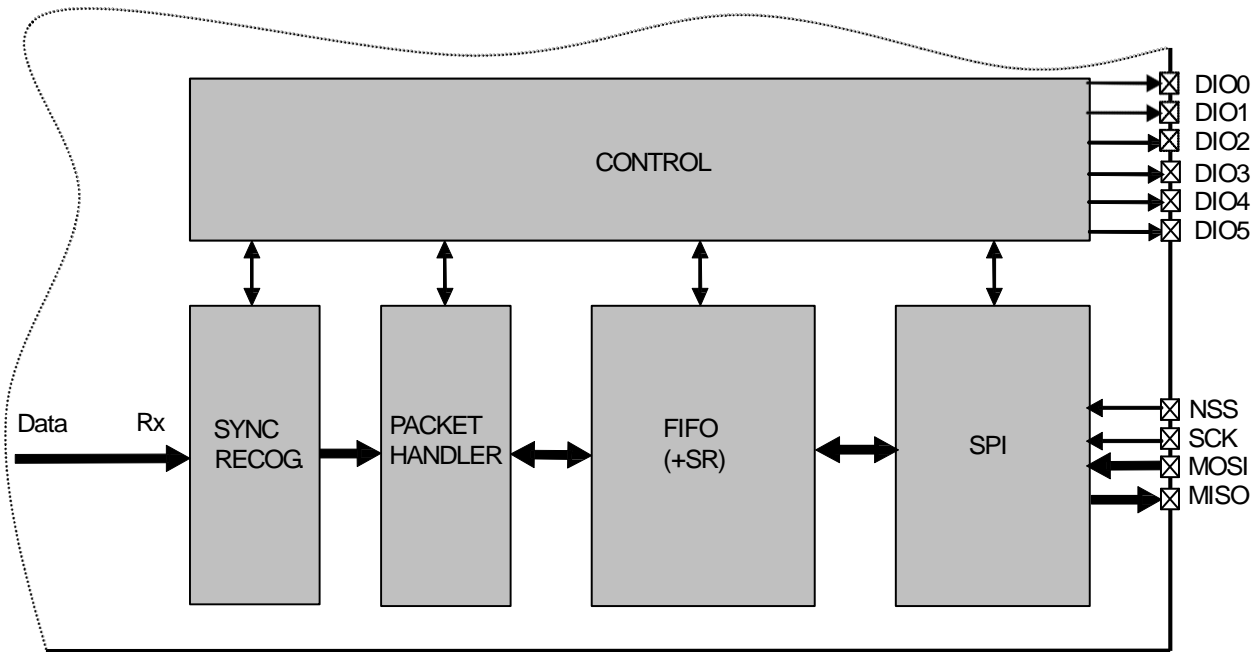 DIO0
DIO1
DIO2
CONTROL
DIO3
DIO4
DIO5
Data
Rx
SYNC
RECOG.
PACKET
HANDLER
FIFO
(+SR)
SPI
NSS
SCK
MOSI
MISO